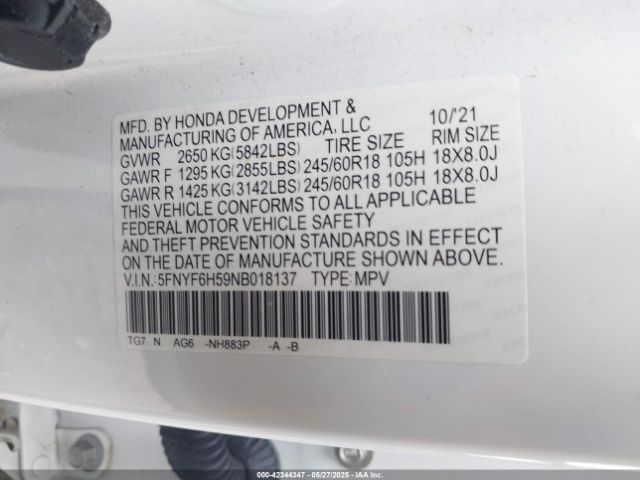 MFD. BY HONDA DEVELOPMENT & 10/'21
MANUFACTURING OF AMERICA, LLC
GVWR 2650 KG(5842LBS) TIRE SIZE RIM SIZE
GAWR F 1295 KG(2855LBS) 245/60R18 105H 18X8.0J
GAWR R 1425 KG(3142LBS) 245/60R18 105H 18X8.0J
THIS VEHICLE CONFORMS TO ALL APPLICABLE
FEDERAL MOTOR VEHICLE SAFETY
AND THEFT PREVENTION STANDARDS IN EFFECT
ON THE DATE OF MANUFACTURE SHOWN ABOVE.
V.I.N.: 5FNYF6H59NB018137 TYPE: MPV
TG7 N AG6 -NH883P -A -B
000-42344347 - 05/27/2025 - Copyright IAA, LLC.